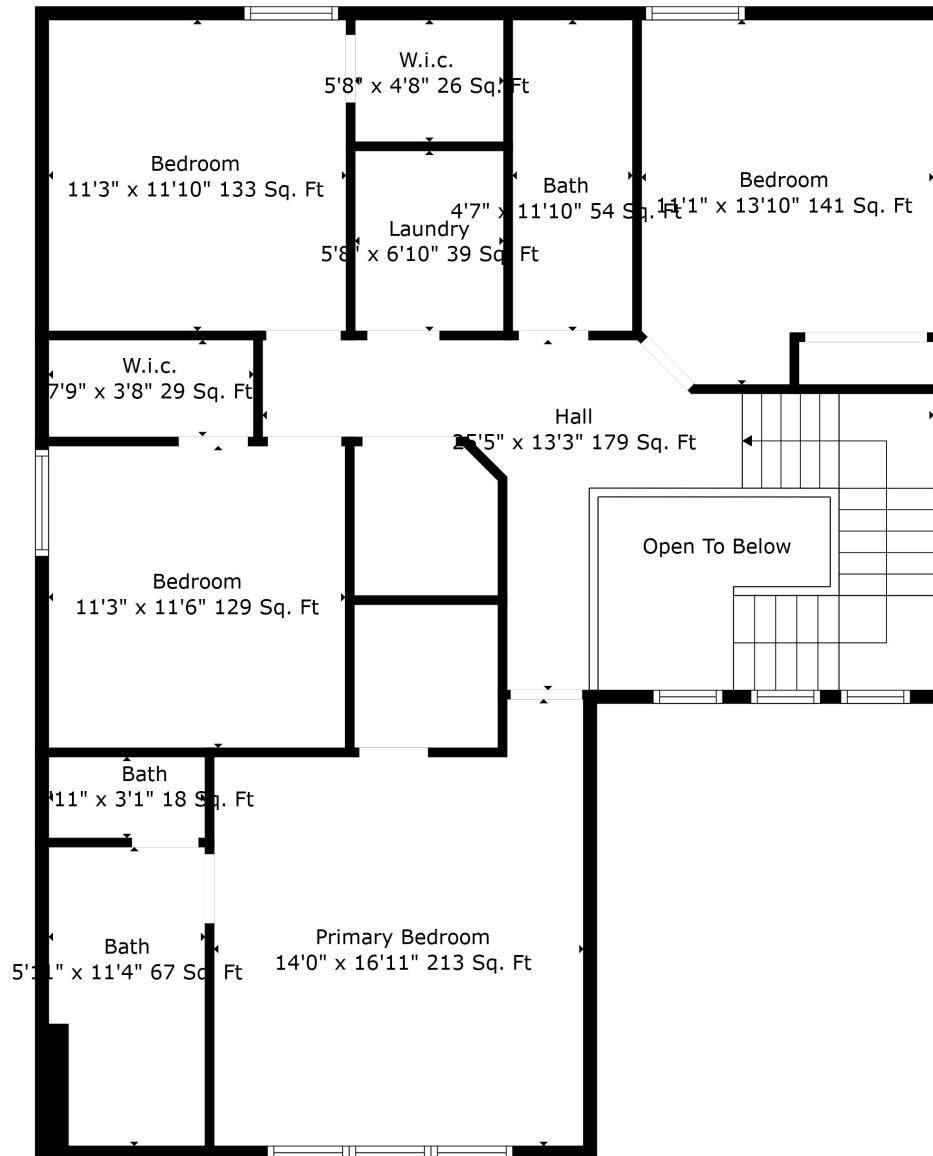 W.i.c.
5'8" x 4'8" 26 Sq. Ft
Bedroom
11'3" x 11'10" 133 Sq. Ft
Bath
4'7" x 11'10" 54 Sq. Ft
Bedroom
11'1" x 13'10" 141 Sq. Ft
Laundry
5'8" x 6'10" 39 Sq. Ft
W.i.c.
7'9" x 3'8" 29 Sq. Ft
Hall
25'5" x 13'3" 179 Sq. Ft
Open To Below
Bedroom
11'3" x 11'6" 129 Sq. Ft
Bath
'11" x 3'1" 18 Sq. Ft
Primary Bedroom
14'0" x 16'11" 213 Sq. Ft
Bath
5'11" x 11'4" 67 Sq. Ft